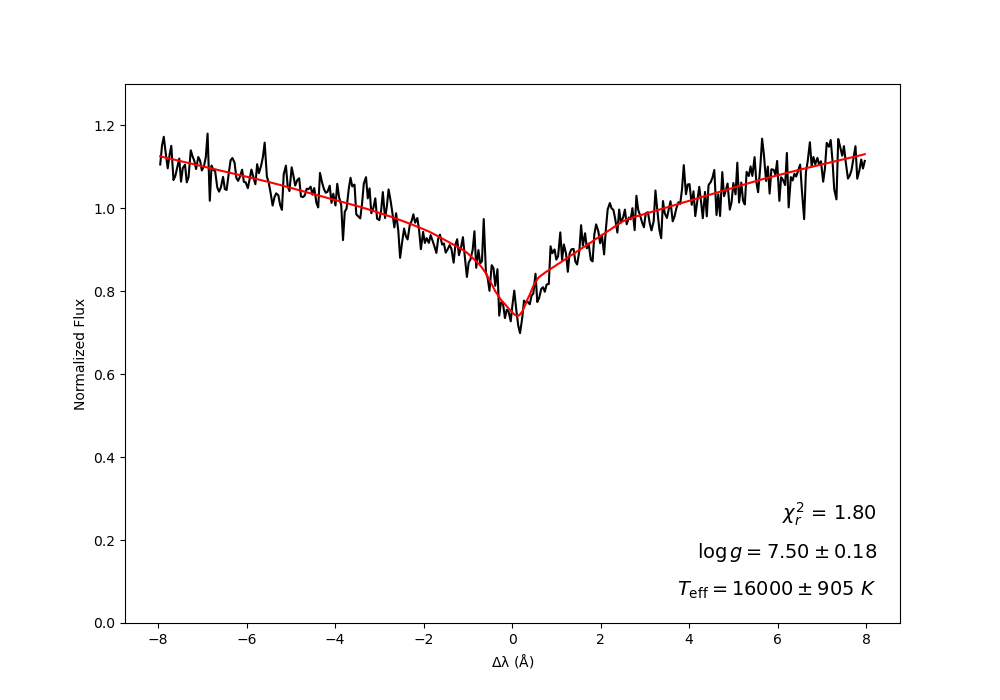 1.2
1.0
0.8
0.6
0.4
0.2
0.0
Normalized Flux
χ²ᵣ = 1.80
log g = 7.50 ± 0.18
T_eff = 16000 ± 905 K
−8 −6 −4 −2 0 2 4 6 8
Δλ (Å)